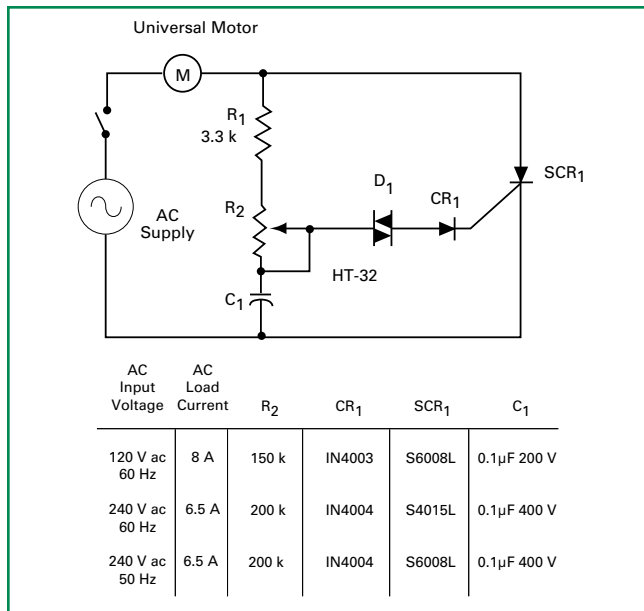 Universal Motor
M
R1
3.3 k
D1
CR1
SCR1
R2
AC
Supply
HT-32
C1
AC Input Voltage | AC Load Current | R2 | CR1 | SCR1 | C1
120 V ac 60 Hz | 8 A | 150 k | IN4003 | S6008L | 0.1µF 200 V
240 V ac 60 Hz | 6.5 A | 200 k | IN4004 | S4015L | 0.1µF 400 V
240 V ac 50 Hz | 6.5 A | 200 k | IN4004 | S6008L | 0.1µF 400 V